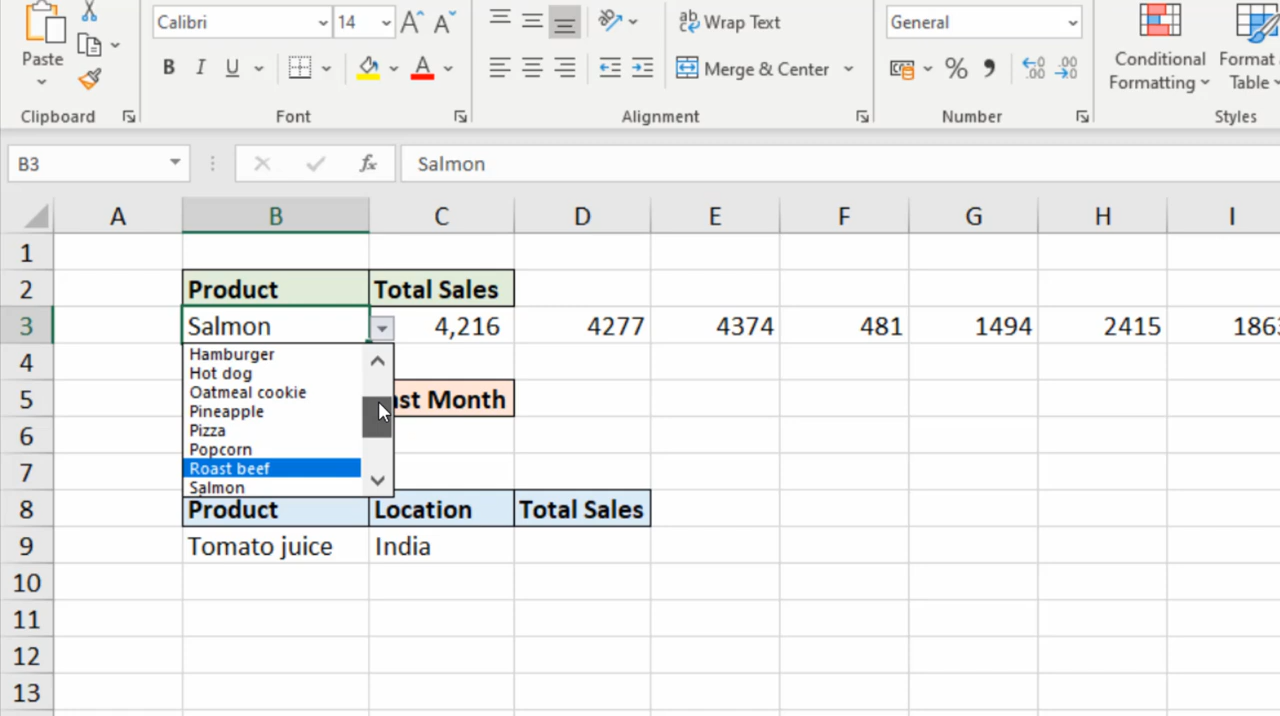 Calibri 14 ab Wrap Text General
Paste B I U A Merge & Center % Conditional Format
Formatting Table
Clipboard Font Alignment Number Styles
B3 fx Salmon
A B C D E F G H I
1
2 Product Total Sales
3 Salmon 4,216 4277 4374 481 1494 2415
Hamburger
4
Hot dog
Oatmeal cookie
5 Month
Pineapple
Pizza
6
Popcorn
Roast beef
7
Salmon
8 Product Location Total Sales
9 Tomato juice India
10
11
12
13